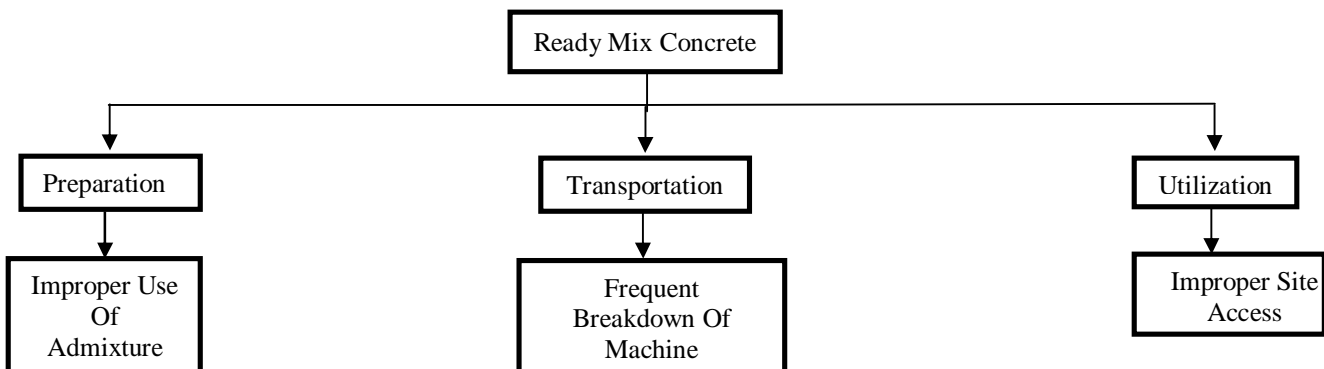 Ready Mix Concrete
Preparation
Transportation
Utilization
Improper Use
Of
Admixture
Frequent
Breakdown Of
Machine
Improper Site
Access